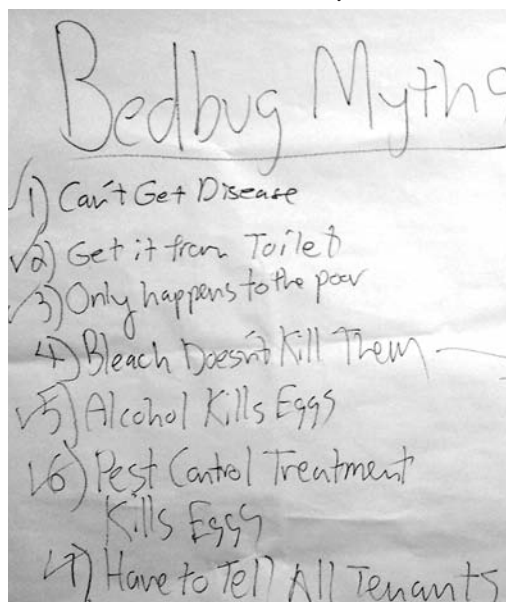 Bedbug Myths
1) Can't Get Disease
2) Get it from Toilet
3) Only happens to the poor
4) Bleach Doesn't Kill Them
5) Alcohol Kills Eggs
6) Pest Control Treatment
Kills Eggs
7) Have to Tell All Tenants